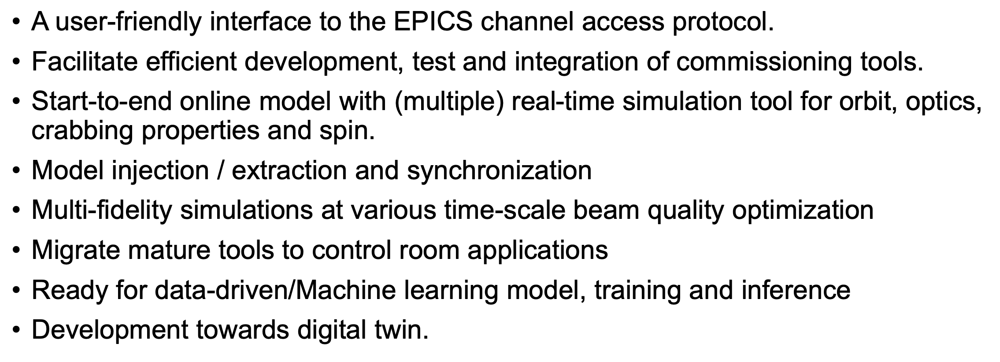 • A user-friendly interface to the EPICS channel access protocol.
• Facilitate efficient development, test and integration of commissioning tools.
• Start-to-end online model with (multiple) real-time simulation tool for orbit, optics,
crabbing properties and spin.
• Model injection / extraction and synchronization
• Multi-fidelity simulations at various time-scale beam quality optimization
• Migrate mature tools to control room applications
• Ready for data-driven/Machine learning model, training and inference
• Development towards digital twin.